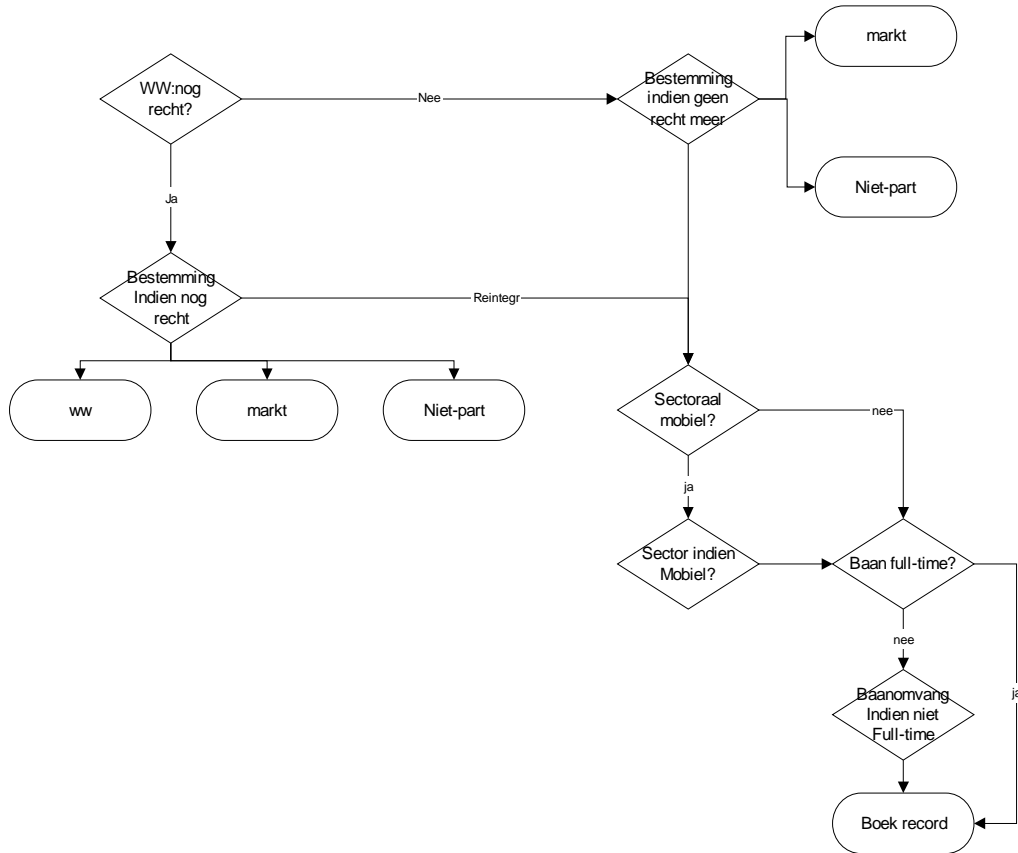 markt
WW:nog
recht?
Nee
Bestemming
indien geen
recht meer
Niet-part
Ja
Bestemming
Indien nog
recht
Reintegr
ww
markt
Niet-part
Sectoraal
mobiel?
nee
ja
Sector indien
Mobiel?
Baan full-time?
nee
ja
Baanomvang
Indien niet
Full-time
Boek record